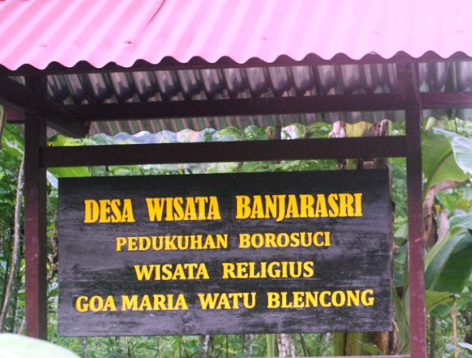 DESA WISATA BANJARASRI
PEDUKUHAN BOROSUCI
WISATA RELIGIUS
GOA MARIA WATU BLENCONG